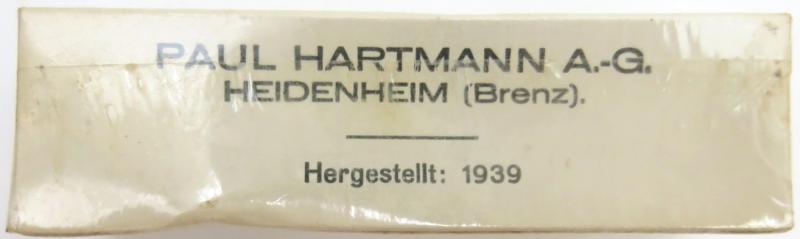 PAUL HARTMANN A.-G.
HEIDENHEIM (Brenz).
Hergestellt: 1939